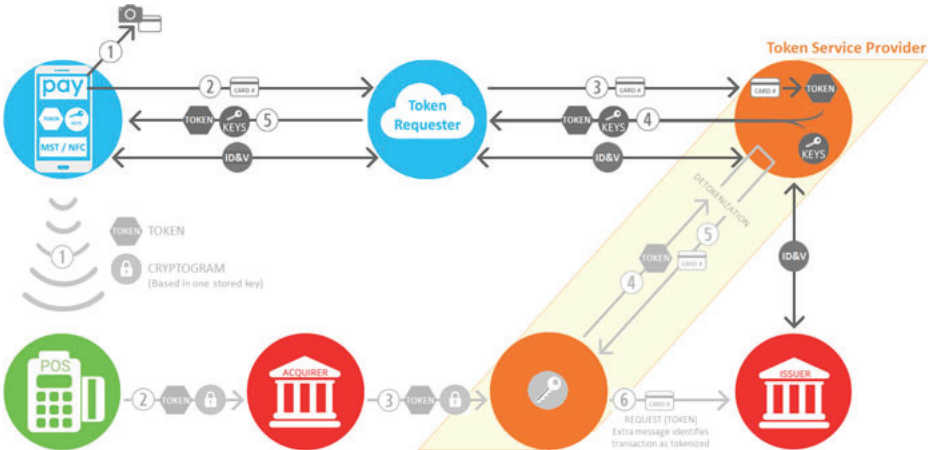 Token Service Provider
1
pay
TOKEN
KEYS
MST / NFC
2
CARD #
Token
Requester
3
CARD #
CARD #
TOKEN
TOKEN
KEYS
5
TOKEN
KEYS
4
KEYS
ID&V
ID&V
DETOKENIZATION
1
TOKEN
TOKEN
CRYPTOGRAM
(Based in one stored key)
5
CARD #
4
TOKEN
ID&V
POS
2
TOKEN
ACQUIRER
3
TOKEN
6
CARD #
REQUEST (TOKEN)
Extra message identifies
transaction as tokenized
ISSUER